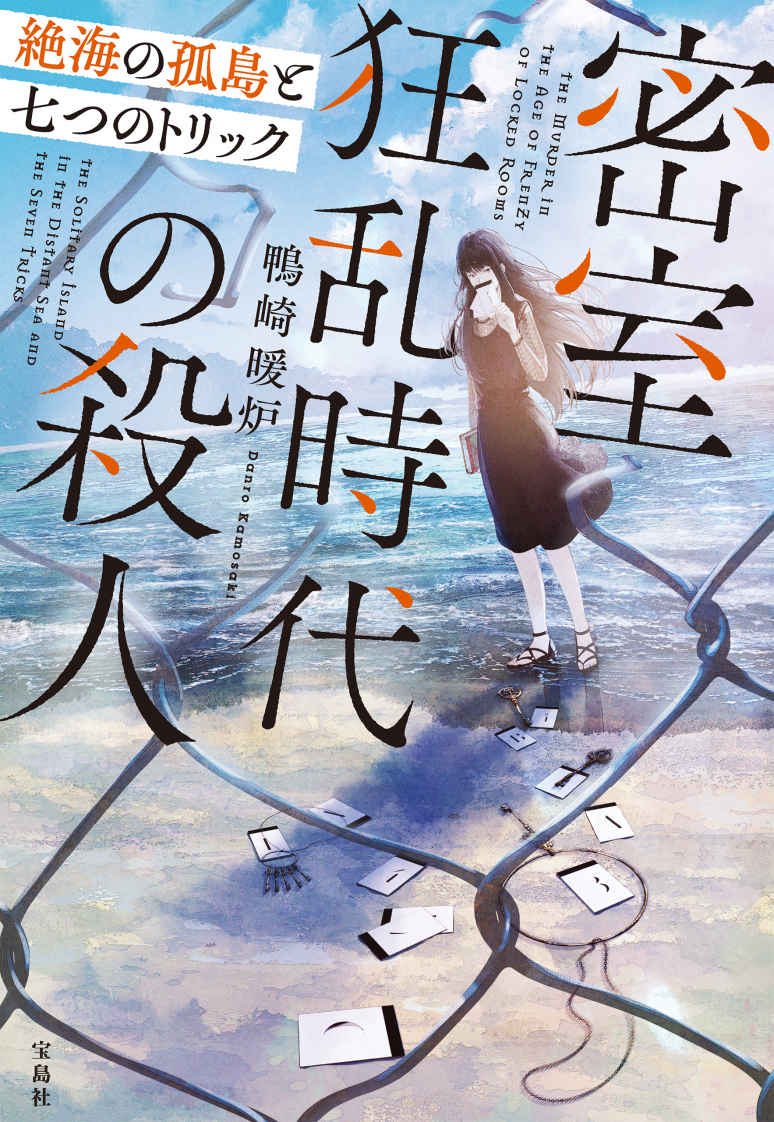 密室
狂乱時代
の殺人
絶海の孤島と
七つのトリック
the Murder in
the Age of Frenzy
of Locked Rooms
the Solitary Island
in the Distant Sea and
the Seven Tricks
鴨崎暖炉
Danro Kamosaki
宝島社